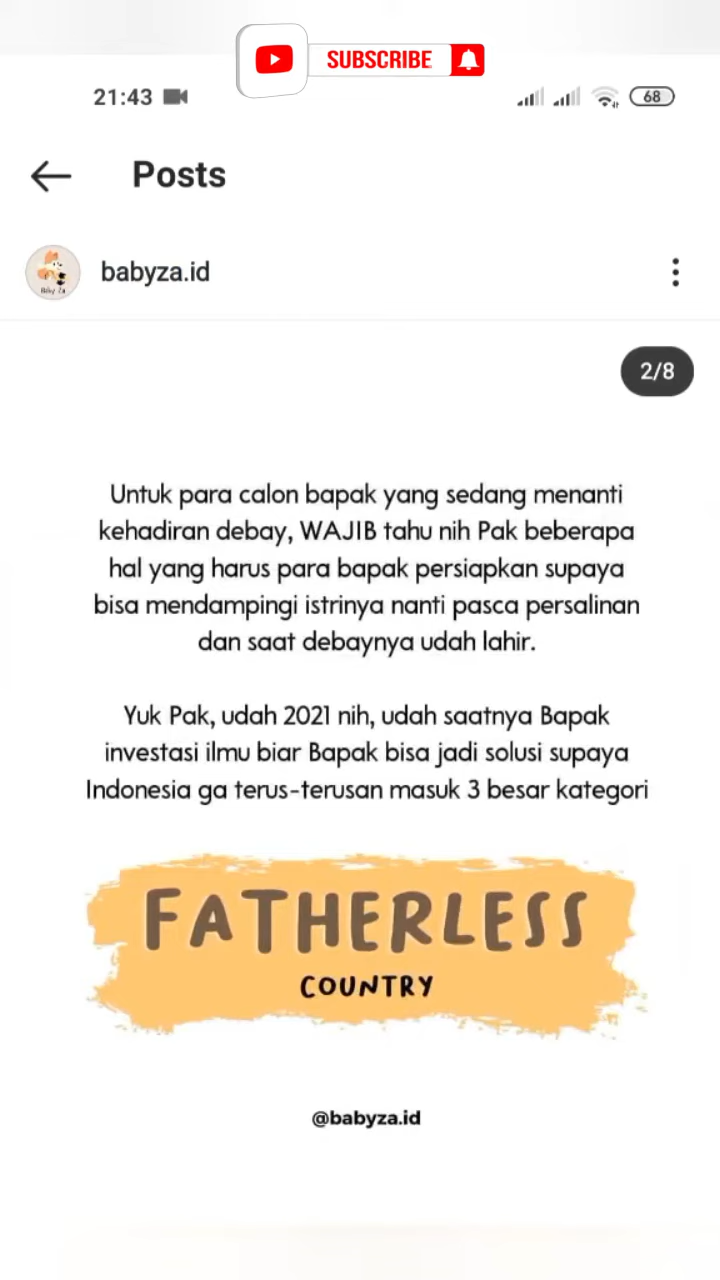 SUBSCRIBE
21:43
68
Posts
babyza.id
2/8
Untuk para calon bapak yang sedang menanti
kehadiran debay, WAJIB tahu nih Pak beberapa
hal yang harus para bapak persiapkan supaya
bisa mendampingi istrinya nanti pasca persalinan
dan saat debaynya udah lahir.
Yuk Pak, udah 2021 nih, udah saatnya Bapak
investasi ilmu biar Bapak bisa jadi solusi supaya
Indonesia ga terus-terusan masuk 3 besar kategori
FATHERLESS
COUNTRY
@babyza.id